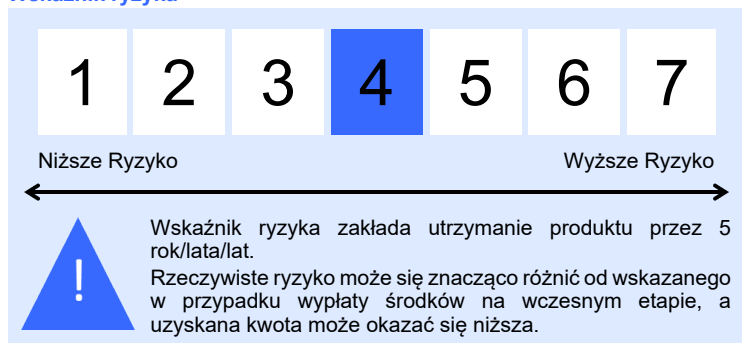 Wskaźnik ryzyka
1 2 3 4 5 6 7
Niższe Ryzyko Wyższe Ryzyko
! Wskaźnik ryzyka zakłada utrzymanie produktu przez 5
rok/lata/lat.
Rzeczywiste ryzyko może się znacząco różnić od wskazanego
w przypadku wypłaty środków na wczesnym etapie, a
uzyskana kwota może okazać się niższa.